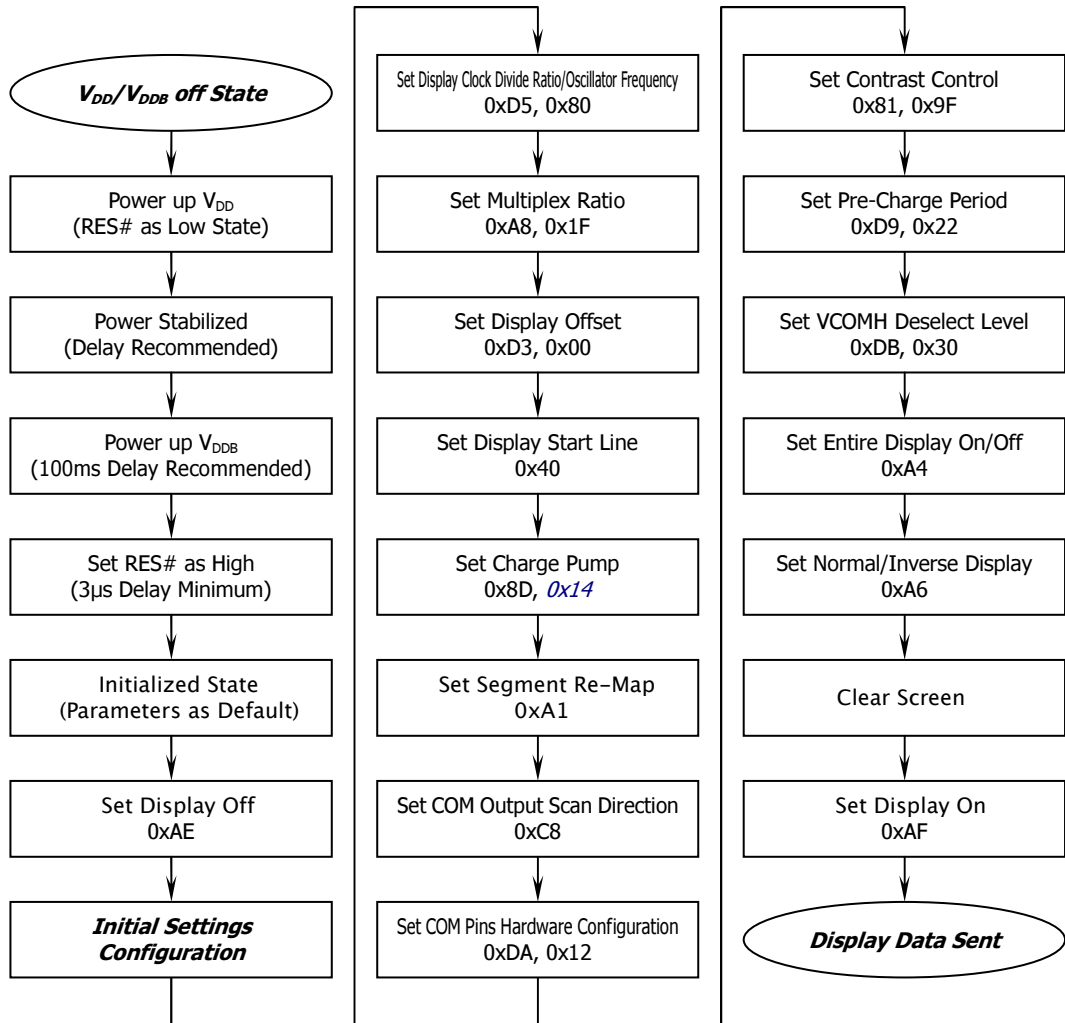 VDD/VDDB off State
Power up VDD
(RES# as Low State)
Power Stabilized
(Delay Recommended)
Power up VDDB
(100ms Delay Recommended)
Set RES# as High
(3μs Delay Minimum)
Initialized State
(Parameters as Default)
Set Display Off
0xAE
Initial Settings
Configuration
Set Display Clock Divide Ratio/Oscillator Frequency
0xD5, 0x80
Set Multiplex Ratio
0xA8, 0x1F
Set Display Offset
0xD3, 0x00
Set Display Start Line
0x40
Set Charge Pump
0x8D, 0x14
Set Segment Re-Map
0xA1
Set COM Output Scan Direction
0xC8
Set COM Pins Hardware Configuration
0xDA, 0x12
Set Contrast Control
0x81, 0x9F
Set Pre-Charge Period
0xD9, 0x22
Set VCOMH Deselect Level
0xDB, 0x30
Set Entire Display On/Off
0xA4
Set Normal/Inverse Display
0xA6
Clear Screen
Set Display On
0xAF
Display Data Sent